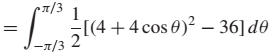 = ∫_{-π/3}^{π/3} 1/2 [(4 + 4 cos θ)² − 36] dθ